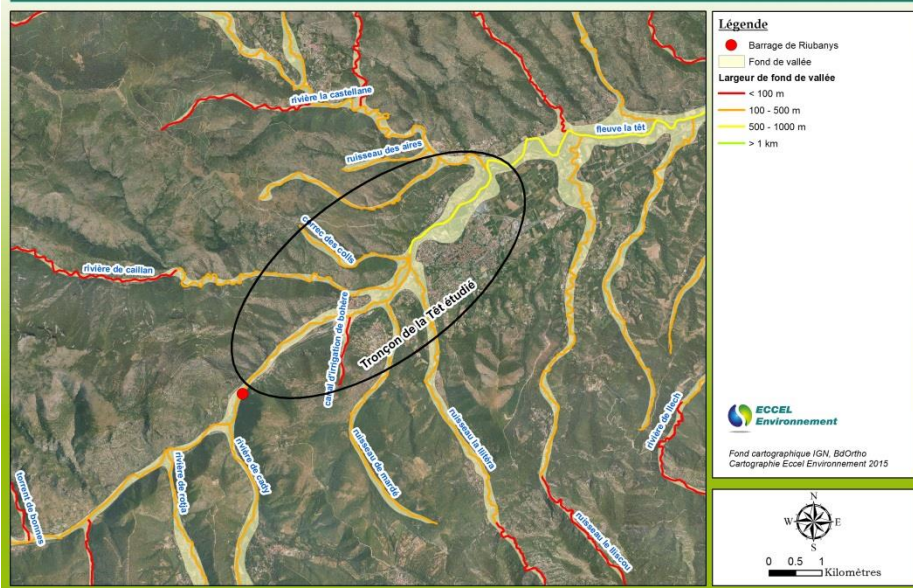 rivière la castellane
ruisseau des aires
fleuve la têt
correc des colls
rivière de caillan
canal d'irrigation de bohère
Tronçon de la Têt étudié
torrent de bonnes
rivière de rotja
rivière de cady
ruisseau de mardé
ruisseau la llitéra
ruisseau le lliscou
rivière de llech
Légende
Barrage de Riubanys
Fond de vallée
Largeur de fond de vallée
< 100 m
100 - 500 m
500 - 1000 m
> 1 km
ECCEL
Environnement
Fond cartographique IGN, BdOrtho
Cartographie Eccel Environnement 2015
N
W E
S
0 0.5 1
Kilomètres